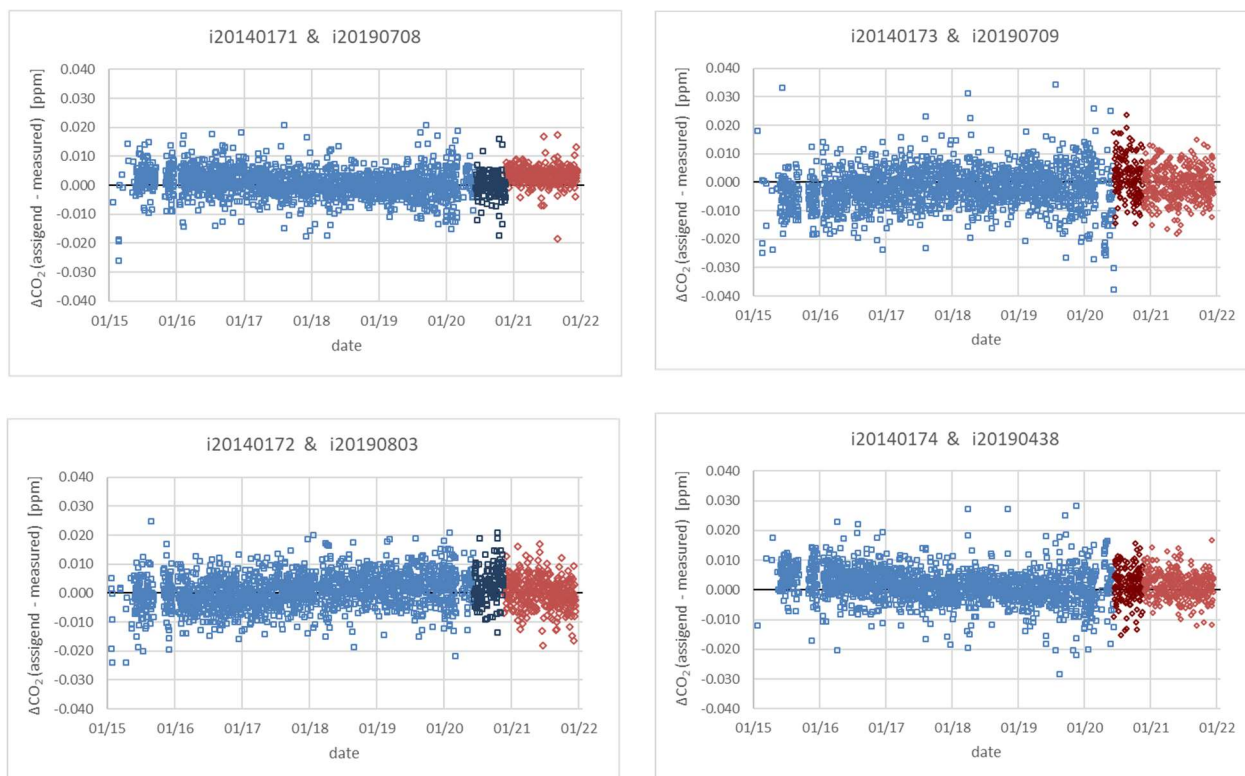 i20140171 & i20190708
ΔCO₂ (assigend - measured) [ppm]
0.040
0.030
0.020
0.010
0.000
-0.010
-0.020
-0.030
-0.040
01/15 01/16 01/17 01/18 01/19 01/20 01/21 01/22
date
i20140173 & i20190709
ΔCO₂ (assigend - measured) [ppm]
0.040
0.030
0.020
0.010
0.000
-0.010
-0.020
-0.030
-0.040
01/15 01/16 01/17 01/18 01/19 01/20 01/21 01/22
date
i20140172 & i20190803
ΔCO₂ (assigend - measured) [ppm]
0.040
0.030
0.020
0.010
0.000
-0.010
-0.020
-0.030
-0.040
01/15 01/16 01/17 01/18 01/19 01/20 01/21 01/22
date
i20140174 & i20190438
ΔCO₂ (assigend - measured) [ppm]
0.040
0.030
0.020
0.010
0.000
-0.010
-0.020
-0.030
-0.040
01/15 01/16 01/17 01/18 01/19 01/20 01/21 01/22
date